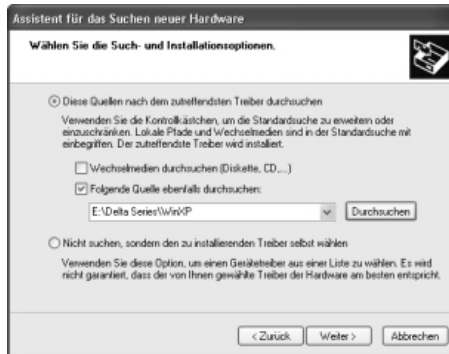 Assistent für das Suchen neuer Hardware
Wählen Sie die Such- und Installationsoptionen.
Diese Quellen nach dem zutreffendsten Treiber durchsuchen
Verwenden Sie die Kontrollkästchen, um die Standardsuche zu erweitern oder
einzuschränken. Lokale Pfade und Wechselmedien sind in der Standardsuche mit
einbegriffen. Der zutreffendste Treiber wird installiert.
Wechselmedien durchsuchen (Diskette, CD,...)
Folgende Quelle ebenfalls durchsuchen:
E:\Delta Series\WinXP
Durchsuchen
Nicht suchen, sondern den zu installierenden Treiber selbst wählen
Verwenden Sie diese Option, um einen Gerätetreiber aus einer Liste zu wählen. Es wird
nicht garantiert, dass der von Ihnen gewählte Treiber der Hardware am besten entspricht.
< Zurück Weiter > Abbrechen